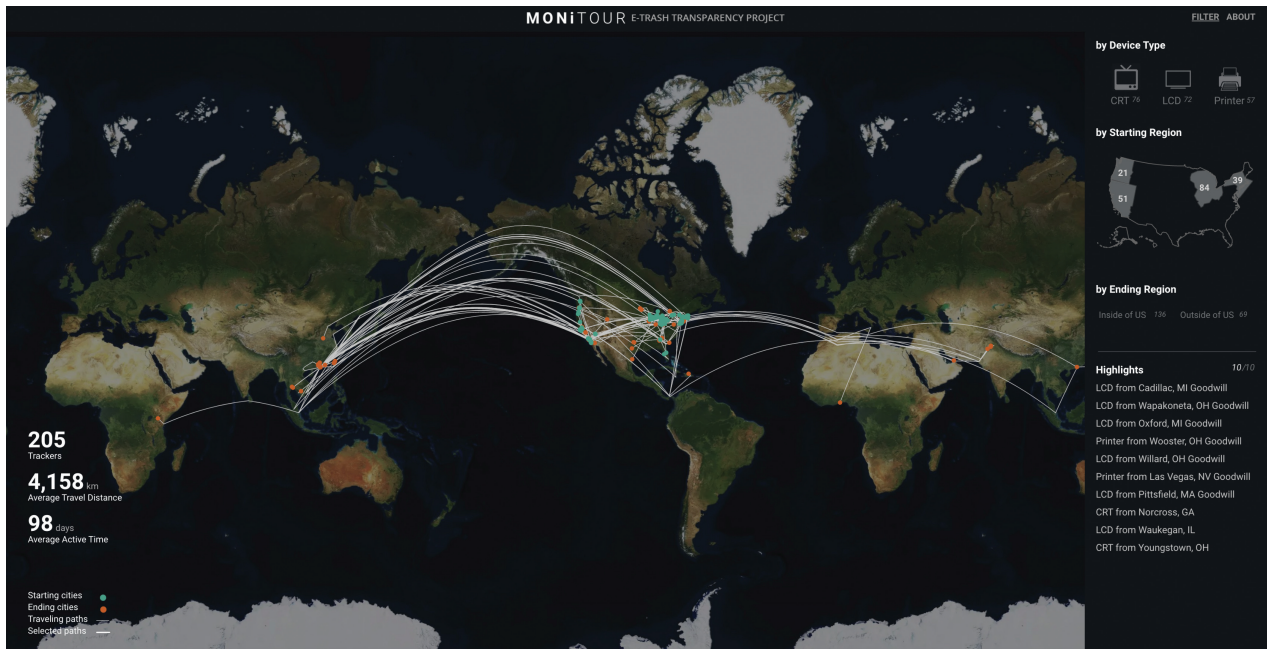 MONiTOUR E-TRASH TRANSPARENCY PROJECT
FILTER ABOUT
by Device Type
CRT 76 LCD 72 Printer 57
by Starting Region
21
51
84
39
by Ending Region
Inside of US 136 Outside of US 69
Highlights 10/10
LCD from Cadillac, MI Goodwill
LCD from Wapakoneta, OH Goodwill
LCD from Oxford, MI Goodwill
Printer from Wooster, OH Goodwill
LCD from Willard, OH Goodwill
Printer from Las Vegas, NV Goodwill
LCD from Pittsfield, MA Goodwill
CRT from Norcross, GA
LCD from Waukegan, IL
CRT from Youngstown, OH
205
Trackers
4,158 km
Average Travel Distance
98 days
Average Active Time
Starting cities
Ending cities
Traveling paths
Selected paths